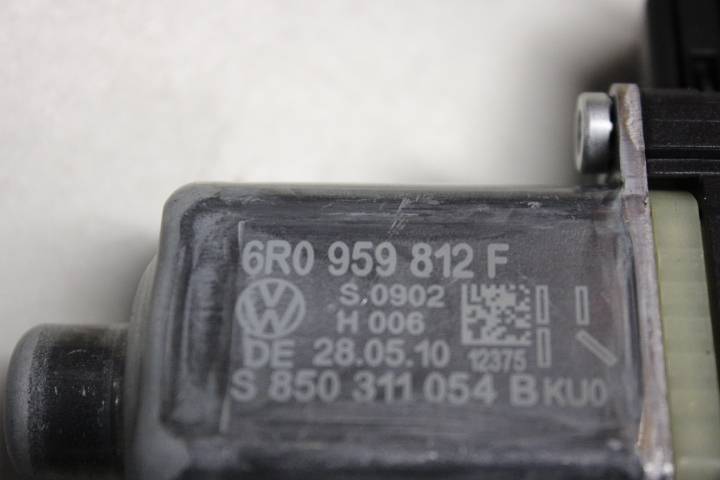 6R0 959 812 F
S.0902
H 006
DE 28.05.10 12375
S 850 311 054 B KU0